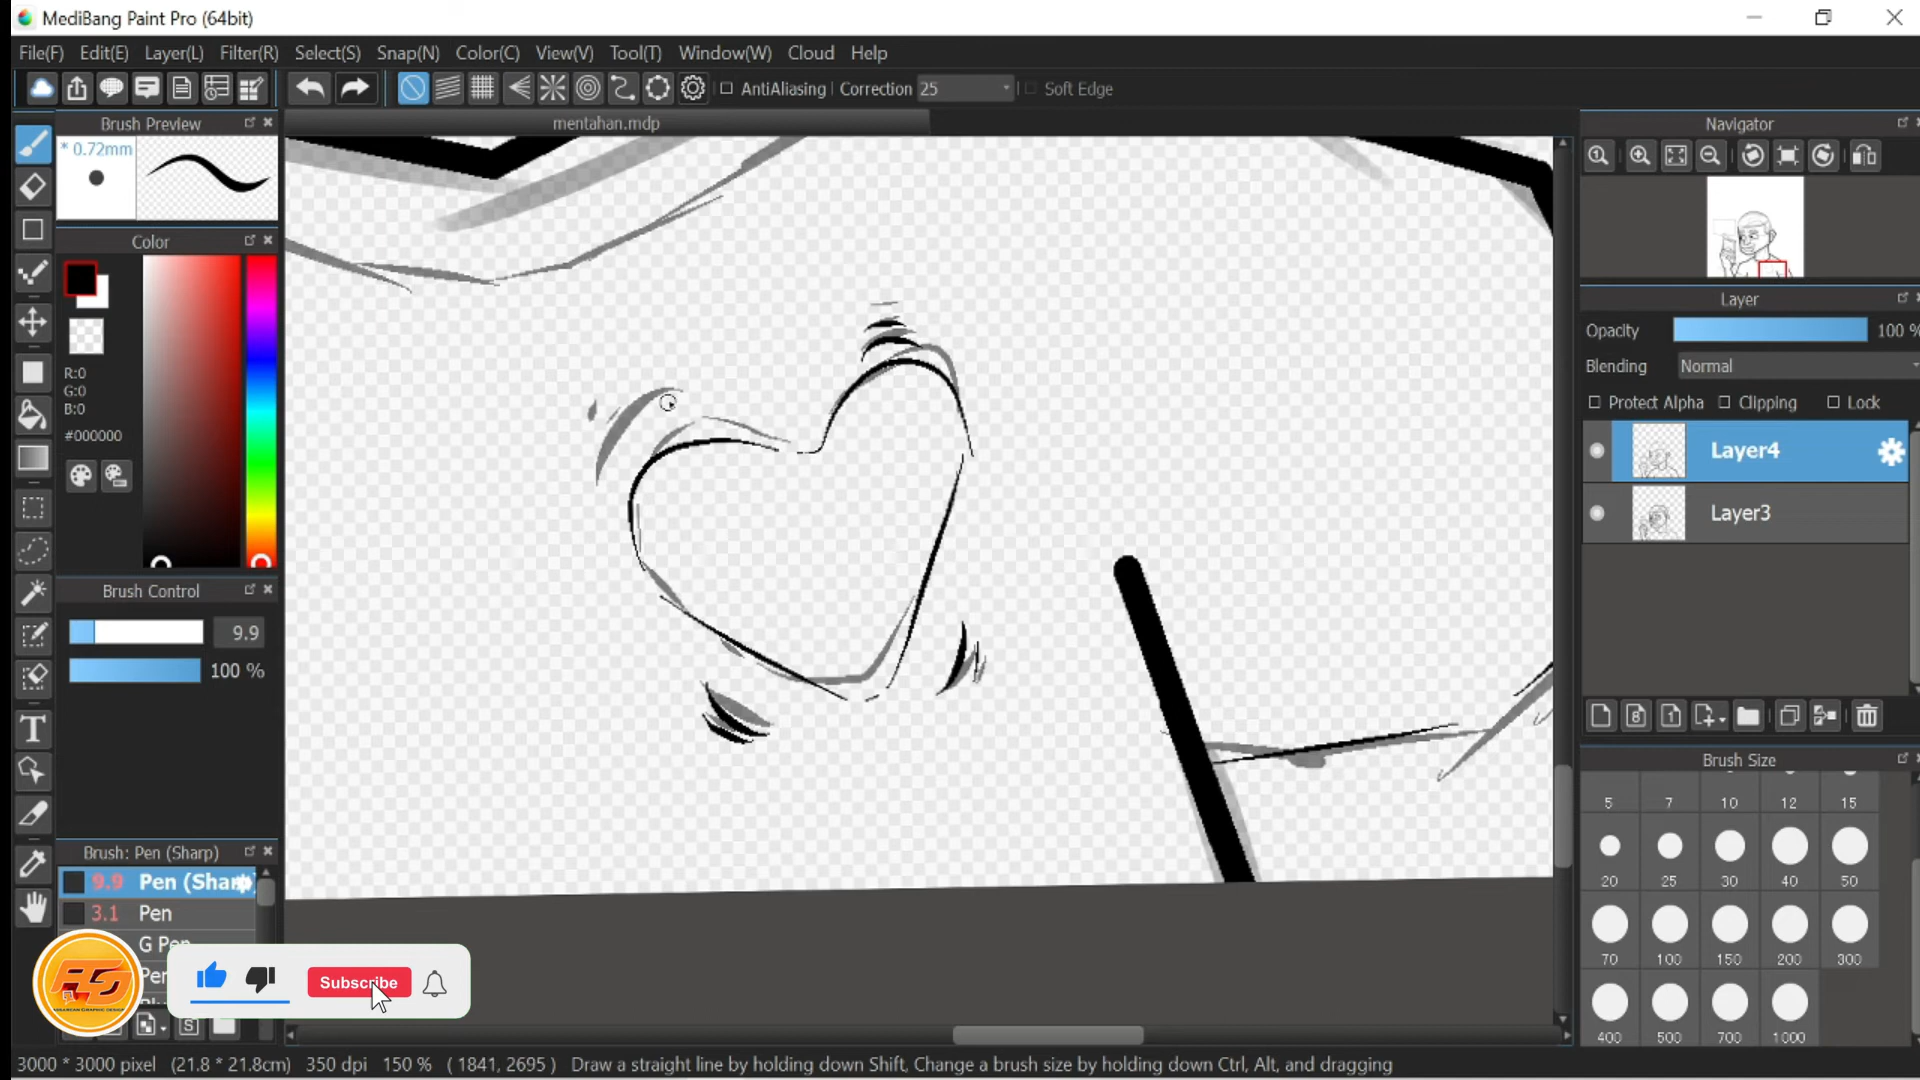 MediBang Paint Pro (64bit)
File(F) Edit(E) Layer(L) Filter(R) Select(S) Snap(N) Color(C) View(V) Tool(T) Window(W) Cloud Help
AntiAliasing Correction 25 Soft Edge
Brush Preview
mentahan.mdp
Navigator
* 0.72mm
Color
R:0
G:0
B:0
#000000
Layer
Opacity 100 %
Blending Normal
Protect Alpha Clipping Lock
Layer4
Layer3
Brush Control
9.9
100 %
Brush Size
5 7 10 12 15
20 25 30 40 50
70 100 150 200 300
400 500 700 1000
Brush: Pen (Sharp)
9.9 Pen (Shar
3.1 Pen
G Pen
Subscribe
3000 * 3000 pixel (21.8 * 21.8cm) 350 dpi 150 % ( 1841, 2695 ) Draw a straight line by holding down Shift, Change a brush size by holding down Ctrl, Alt, and dragging